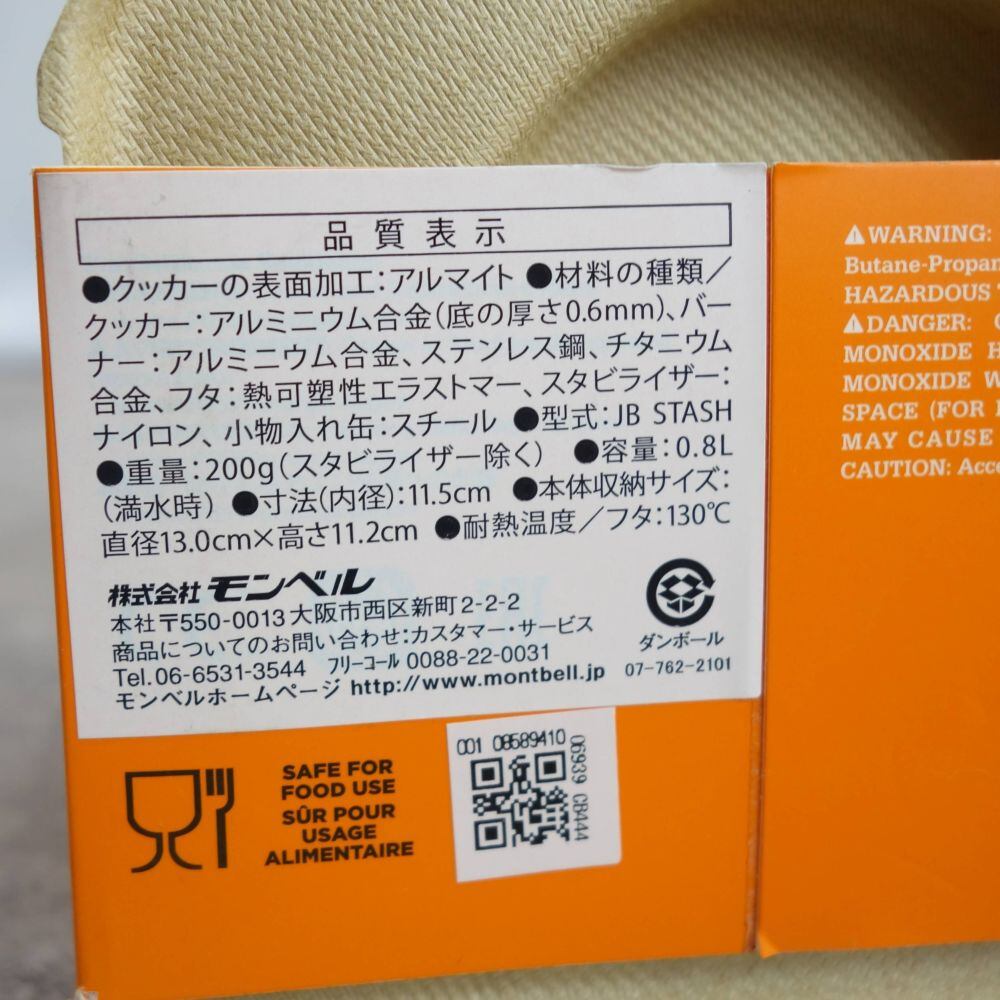 品質表示
●クッカーの表面加工:アルマイト ●材料の種類／
クッカー:アルミニウム合金(底の厚さ0.6mm)、バー
ナー:アルミニウム合金、ステンレス鋼、チタニウム
合金、フタ:熱可塑性エラストマー、スタビライザー:
ナイロン、小物入れ缶:スチール ●型式:JB STASH
●重量:200g(スタビライザー除く) ●容量:0.8L
(満水時) ●寸法(内径):11.5cm ●本体収納サイズ:
直径13.0cm×高さ11.2cm ●耐熱温度／フタ:130℃
株式会社 モンベル
本社〒550-0013 大阪市西区新町2-2-2
商品についてのお問い合わせ:カスタマー・サービス
Tel.06-6531-3544 フリーコール 0088-22-0031
モンベルホームページ http://www.montbell.jp
ダンボール
07-762-2101
SAFE FOR
FOOD USE
SÛR POUR
USAGE
ALIMENTAIRE
001 08589410
06939 CB444
WARNING:
Butane-Propan
HAZARDOUS
DANGER:
MONOXIDE
MONOXIDE
SPACE (FOR
MAY CAUSE
CAUTION: Acce